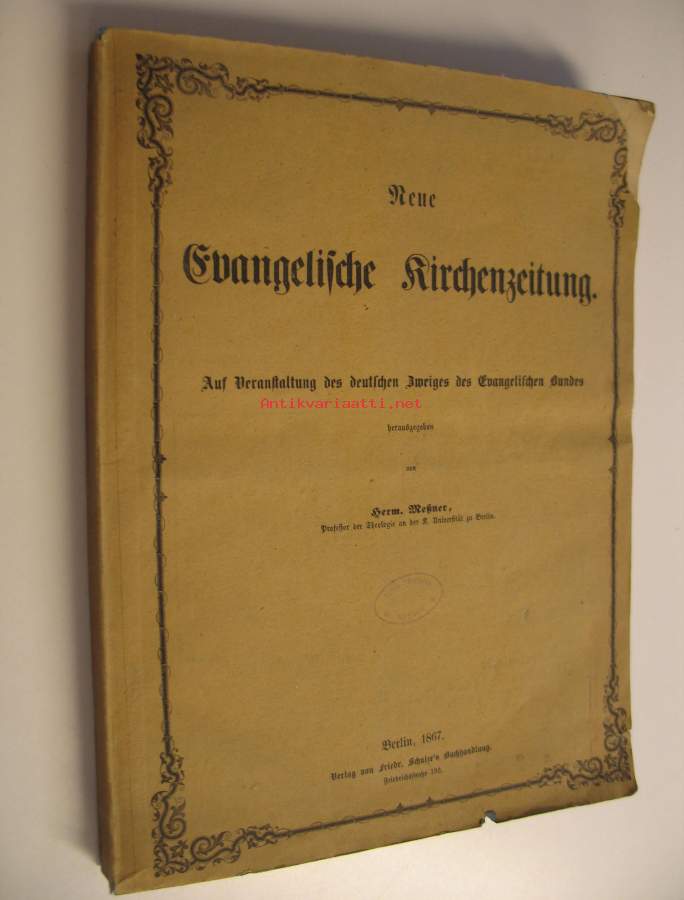 Neue
Evangelische Kirchenzeitung.
Auf Veranstaltung des deutschen Zweiges des Evangelischen Bundes
Antikvariaatti.net
herausgegeben
von
Herm. Meßner,
Professor der Theologie an der K. Universität zu Berlin.
Berlin, 1867.
Verlag von Friedr. Schulze's Buchhandlung.